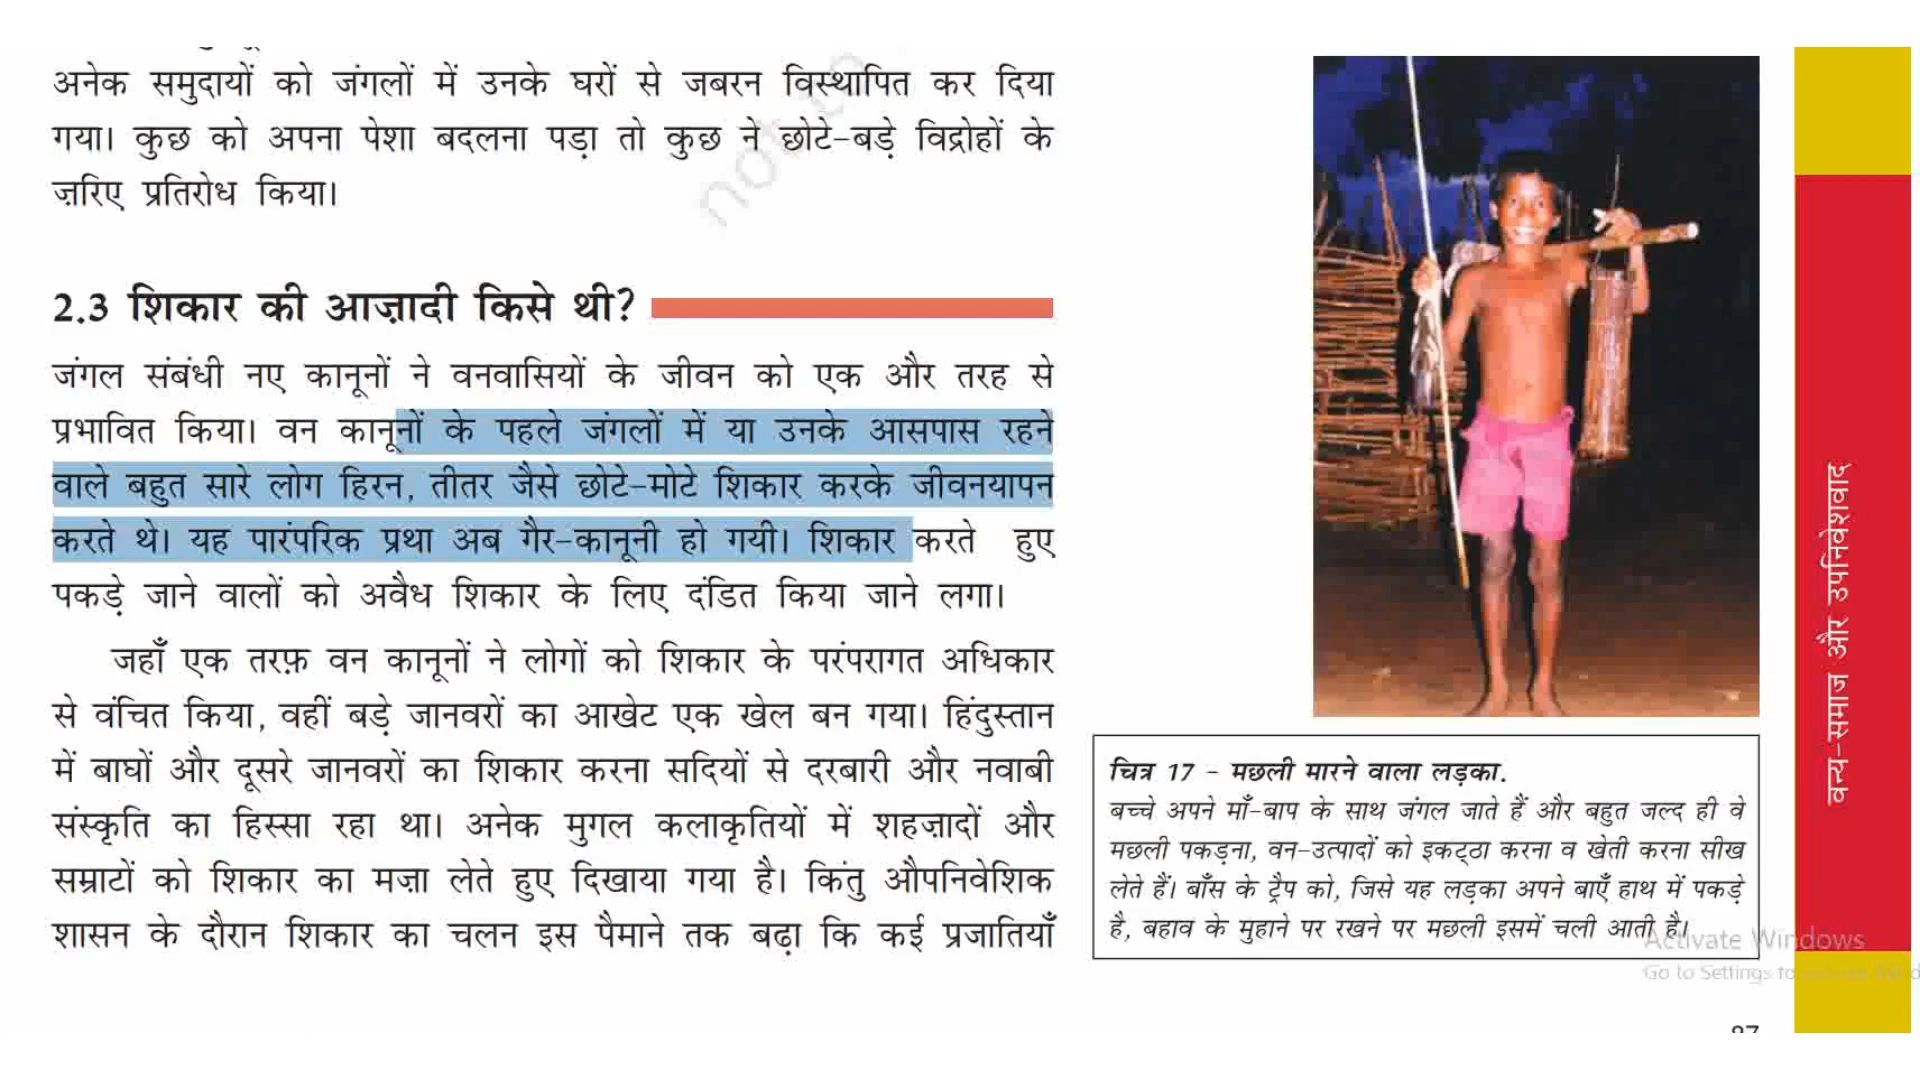 अनेक समुदायों को जंगलों में उनके घरों से जबरन विस्थापित कर दिया
गया। कुछ को अपना पेशा बदलना पड़ा तो कुछ ने छोटे-बड़े विद्रोहों के
ज़रिए प्रतिरोध किया।
not to
2.3 शिकार की आज़ादी किसे थी?
जंगल संबंधी नए कानूनों ने वनवासियों के जीवन को एक और तरह से
प्रभावित किया। वन कानूनों के पहले जंगलों में या उनके आसपास रहने
वाले बहुत सारे लोग हिरन, तीतर जैसे छोटे-मोटे शिकार करके जीवनयापन
करते थे। यह पारंपरिक प्रथा अब गैर-कानूनी हो गयी। शिकार करते हुए
पकड़े जाने वालों को अवैध शिकार के लिए दंडित किया जाने लगा।
जहाँ एक तरफ़ वन कानूनों ने लोगों को शिकार के परंपरागत अधिकार
से वंचित किया, वहीं बड़े जानवरों का आखेट एक खेल बन गया। हिंदुस्तान
में बाघों और दूसरे जानवरों का शिकार करना सदियों से दरबारी और नवाबी
संस्कृति का हिस्सा रहा था। अनेक मुगल कलाकृतियों में शहज़ादों और
सम्राटों को शिकार का मज़ा लेते हुए दिखाया गया है। किंतु औपनिवेशिक
शासन के दौरान शिकार का चलन इस पैमाने तक बढ़ा कि कई प्रजातियाँ
चित्र 17 - मछली मारने वाला लड़का.
बच्चे अपने माँ-बाप के साथ जंगल जाते हैं और बहुत जल्द ही वे
मछली पकड़ना, वन-उत्पादों को इकट्ठा करना व खेती करना सीख
लेते हैं। बाँस के ट्रैप को, जिसे यह लड़का अपने बाएँ हाथ में पकड़े
है, बहाव के मुहाने पर रखने पर मछली इसमें चली आती है।
वन्य-समाज और उपनिवेशवाद
Activate Windows
Go to Settings to